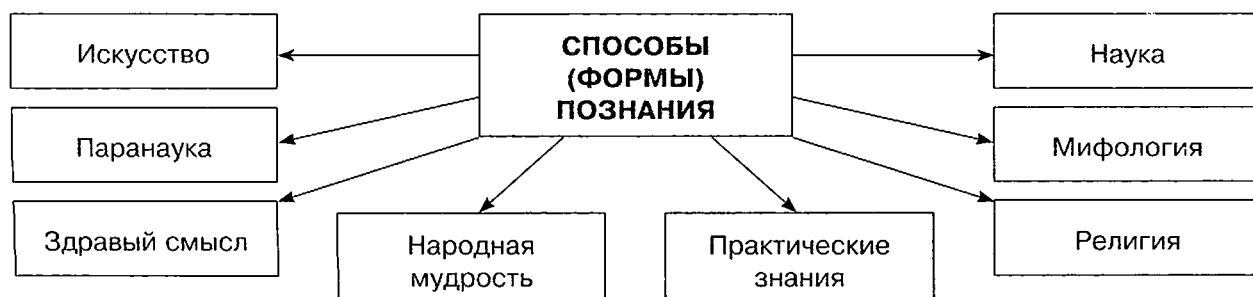 СПОСОБЫ
(ФОРМЫ)
ПОЗНАНИЯ
Искусство
Наука
Паранаука
Мифология
Здравый смысл
Народная
мудрость
Практические
знания
Религия